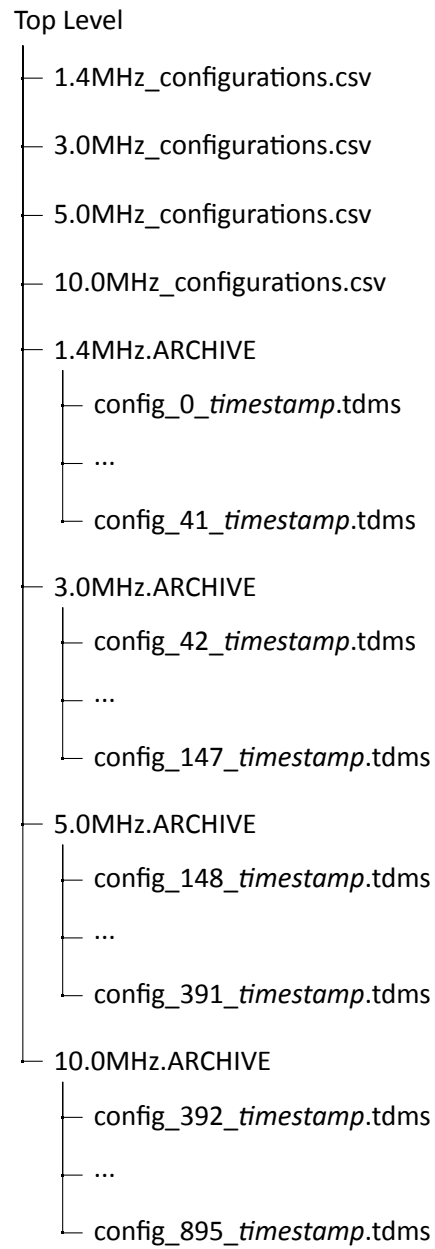 Top Level
1.4MHz_configurations.csv
3.0MHz_configurations.csv
5.0MHz_configurations.csv
10.0MHz_configurations.csv
1.4MHz.ARCHIVE
config_0_timestamp.tdms
...
config_41_timestamp.tdms
3.0MHz.ARCHIVE
config_42_timestamp.tdms
...
config_147_timestamp.tdms
5.0MHz.ARCHIVE
config_148_timestamp.tdms
...
config_391_timestamp.tdms
10.0MHz.ARCHIVE
config_392_timestamp.tdms
...
config_895_timestamp.tdms